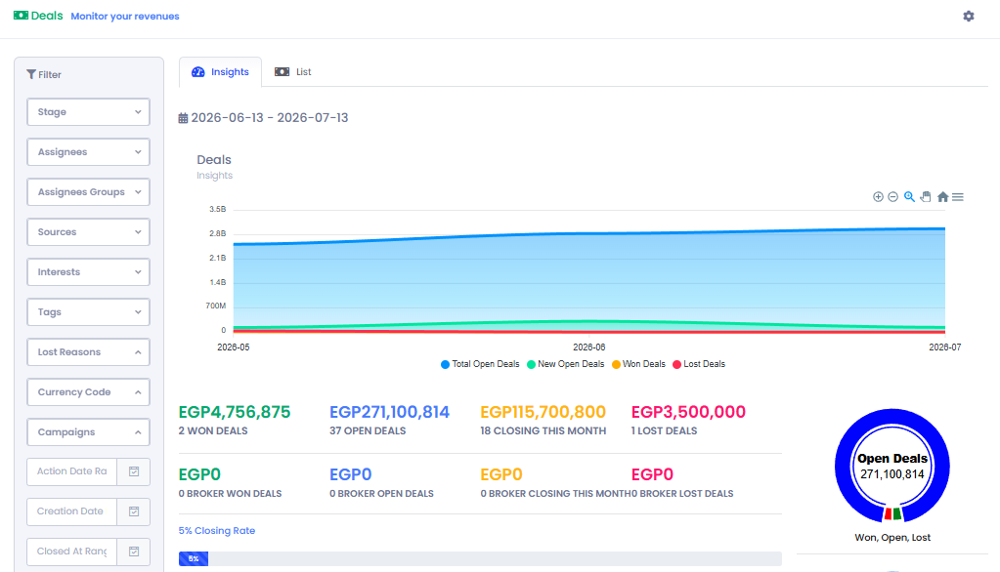 Deals Monitor your revenues
Filter
Stage
Assignees
Assignees Groups
Sources
Interests
Tags
Lost Reasons
Currency Code
Campaigns
Action Date Ra
Creation Date
Closed At Rang
Insights
List
2026-06-13 - 2026-07-13
Deals
Insights
3.5B
2.8B
2.1B
1.4B
700M
0
2026-05 2026-06 2026-07
Total Open Deals New Open Deals Won Deals Lost Deals
EGP4,756,875 EGP271,100,814 EGP115,700,800 EGP3,500,000
2 WON DEALS 37 OPEN DEALS 18 CLOSING THIS MONTH 1 LOST DEALS
EGP0 EGP0 EGP0 EGP0
0 BROKER WON DEALS 0 BROKER OPEN DEALS 0 BROKER CLOSING THIS MONTH 0 BROKER LOST DEALS
5% Closing Rate
5%
Open Deals
271,100,814
Won, Open, Lost